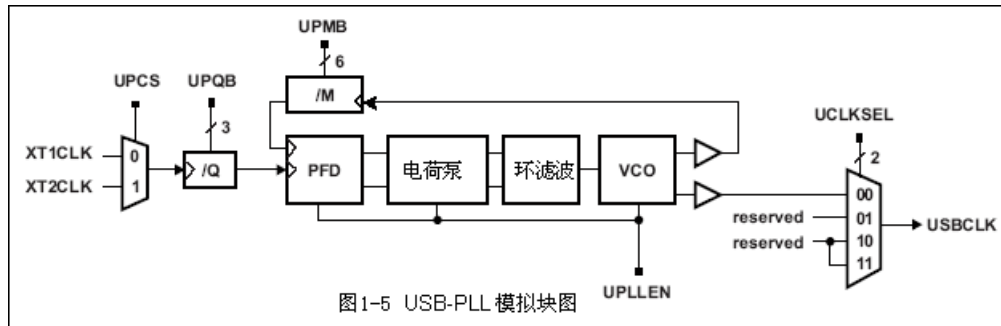 UPMB
6
/M
UPCS
UPQB
3
UCLKSEL
2
XT1CLK
0
XT2CLK
1
/Q
PFD
电荷泵
环滤波
VCO
00
reserved
01
reserved
10
11
USBCLK
UPLLEN
图1-5 USB-PLL模拟块图